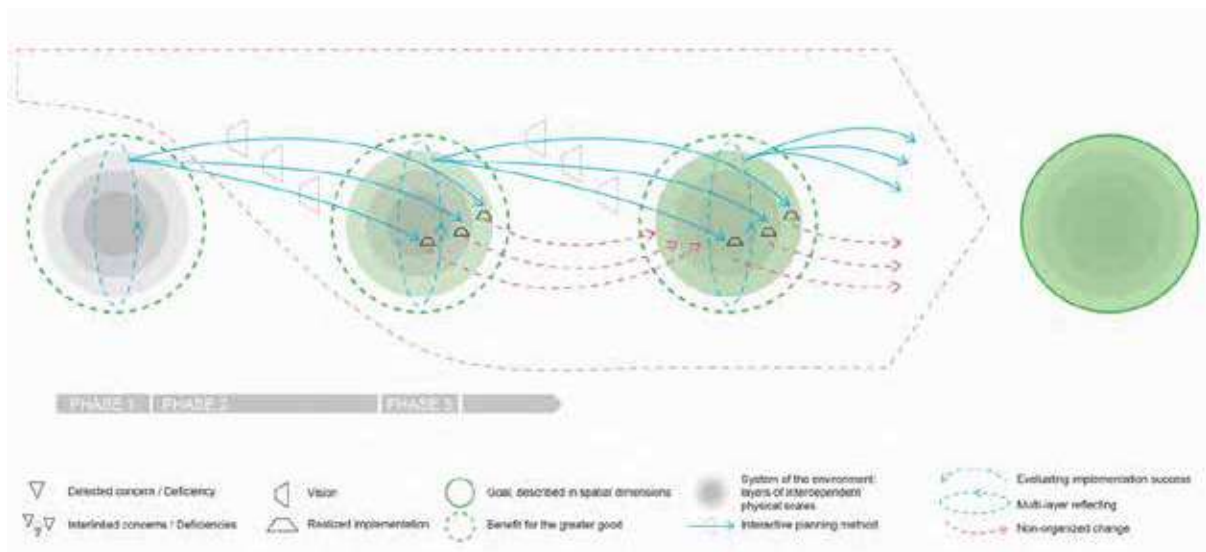 PHASE 1 PHASE 2 PHASE 3
Detected concern / Deficiency
Interlinked concerns / Deficiencies
Vision
Realized implementation
Goal, described in spatial dimensions
Benefit for the greater good
System of the environment:
layers of interdependent
physical scales
Interactive planning method
Evaluating implementation success
Multi-layer reflecting
Non-organized change